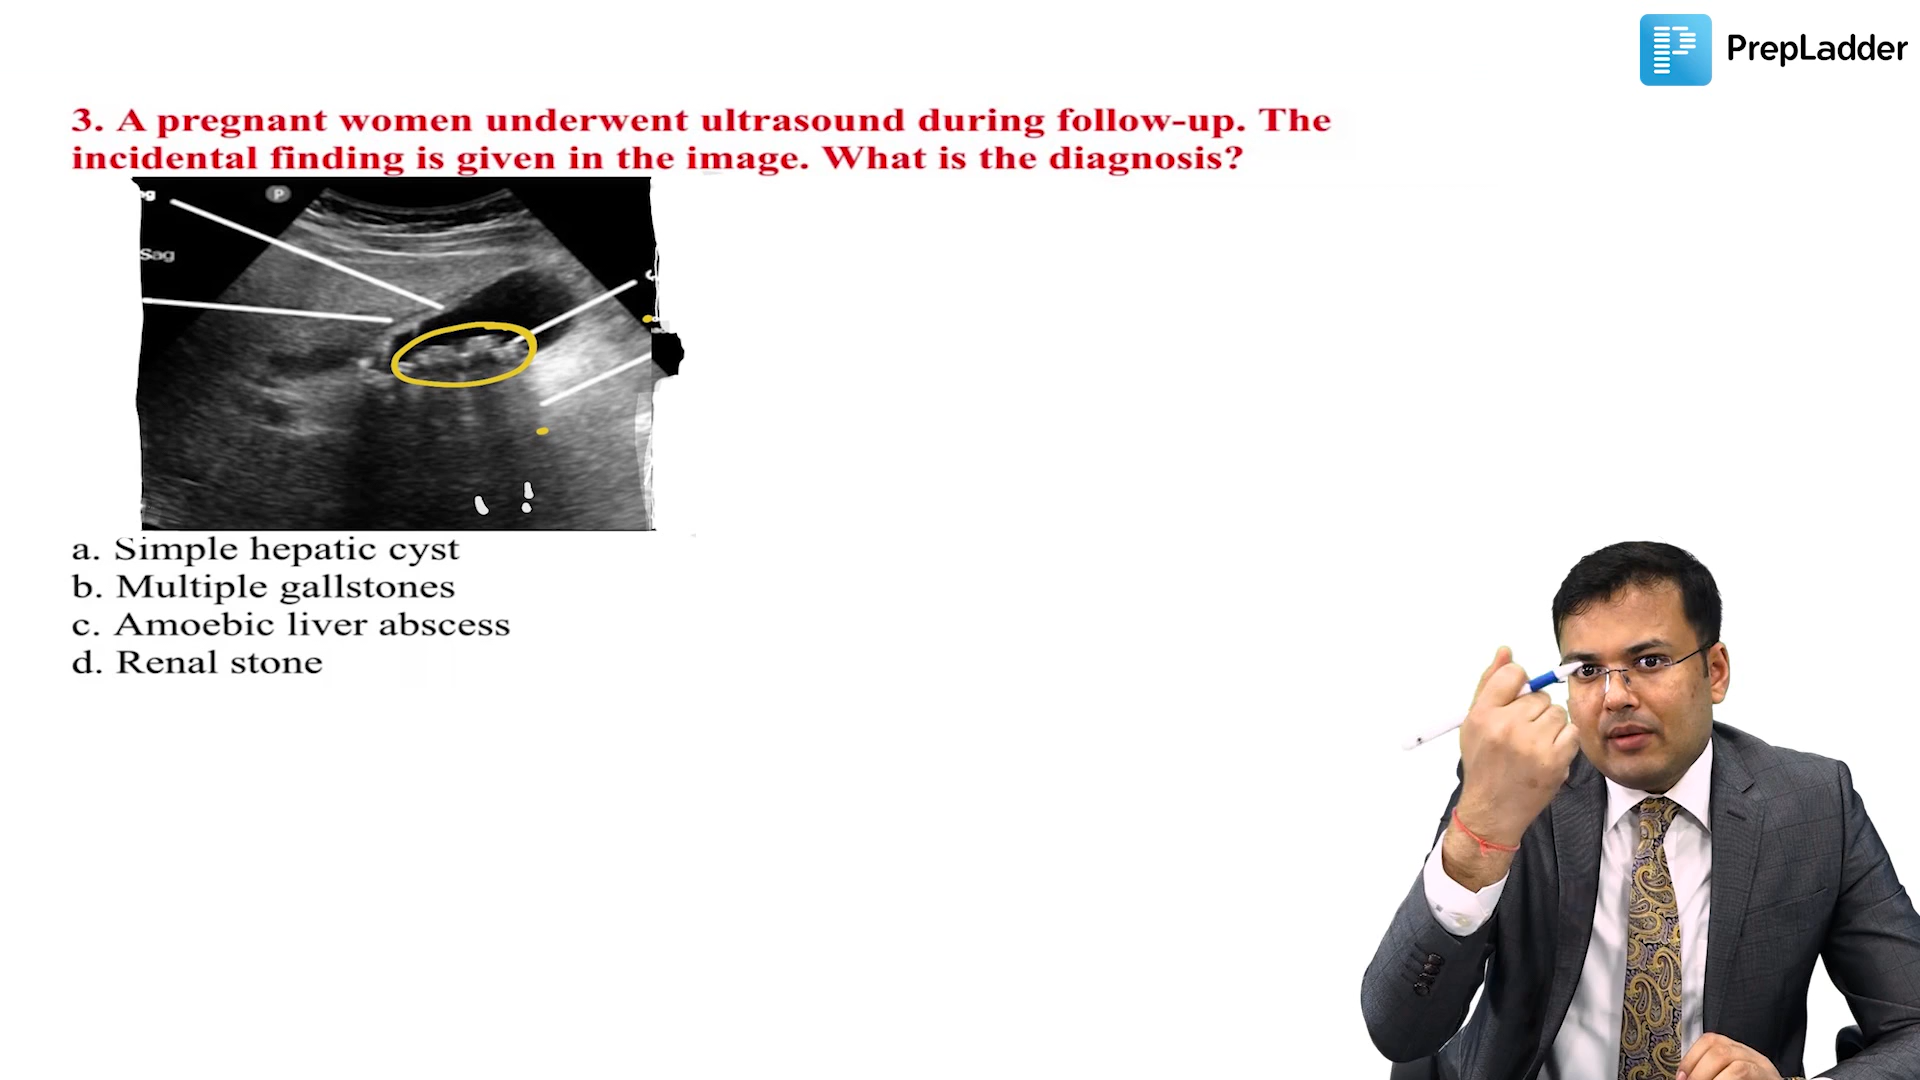 PrepLadder
3. A pregnant women underwent ultrasound during follow-up. The
incidental finding is given in the image. What is the diagnosis?
P
Sag
a. Simple hepatic cyst
b. Multiple gallstones
c. Amoebic liver abscess
d. Renal stone